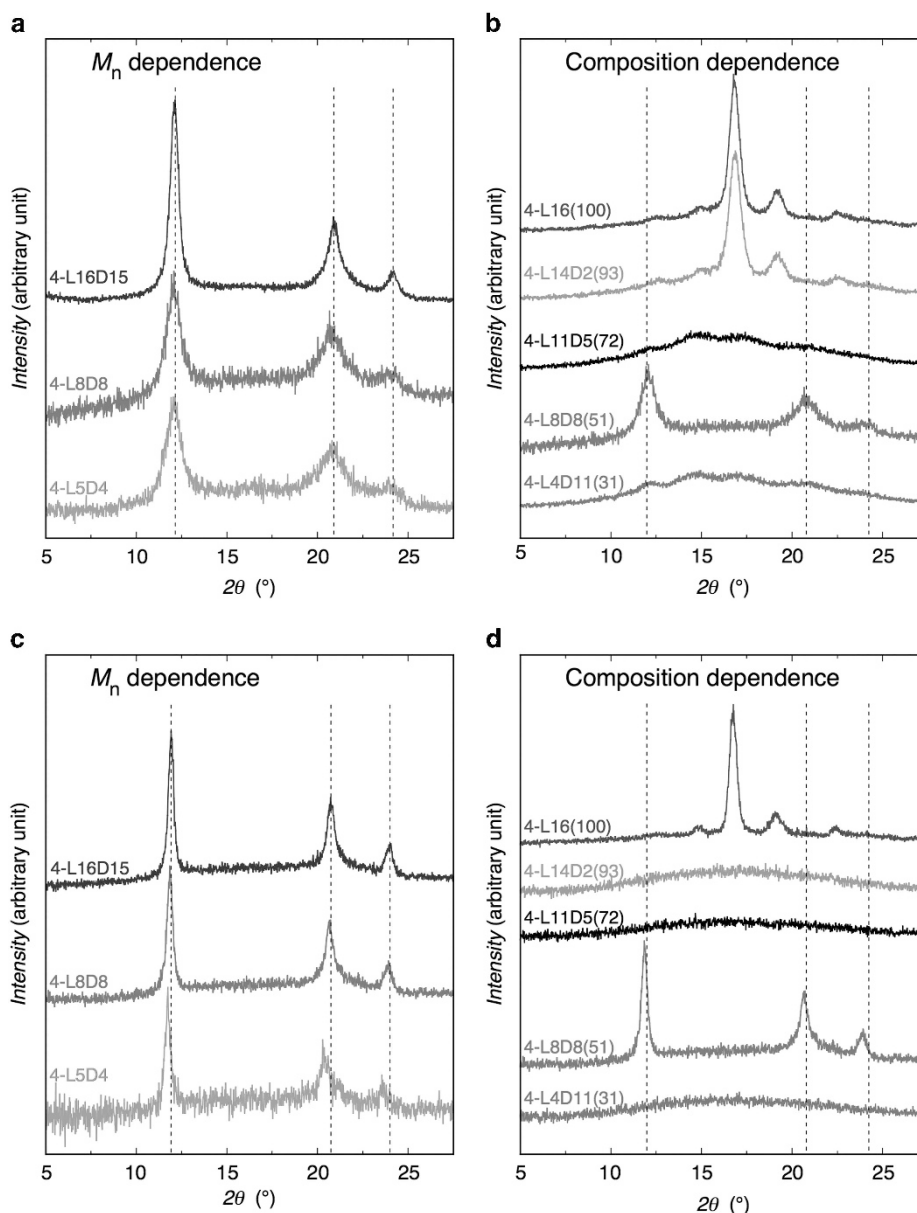 a
M_n dependence
Intensity (arbitrary unit)
4-L16D15
4-L8D8
4-L5D4
5 10 15 20 25
2θ (°)
b
Composition dependence
Intensity (arbitrary unit)
4-L16(100)
4-L14D2(93)
4-L11D5(72)
4-L8D8(51)
4-L4D11(31)
5 10 15 20 25
2θ (°)
c
M_n dependence
Intensity (arbitrary unit)
4-L16D15
4-L8D8
4-L5D4
5 10 15 20 25
2θ (°)
d
Composition dependence
Intensity (arbitrary unit)
4-L16(100)
4-L14D2(93)
4-L11D5(72)
4-L8D8(51)
4-L4D11(31)
5 10 15 20 25
2θ (°)